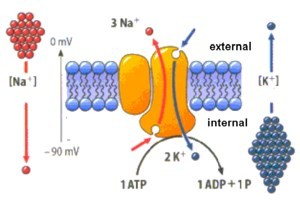 3 Na⁺
0 mV
external
[Na⁺]
[K⁺]
internal
−90 mV
2 K⁺
1 ATP
1 ADP + 1 P